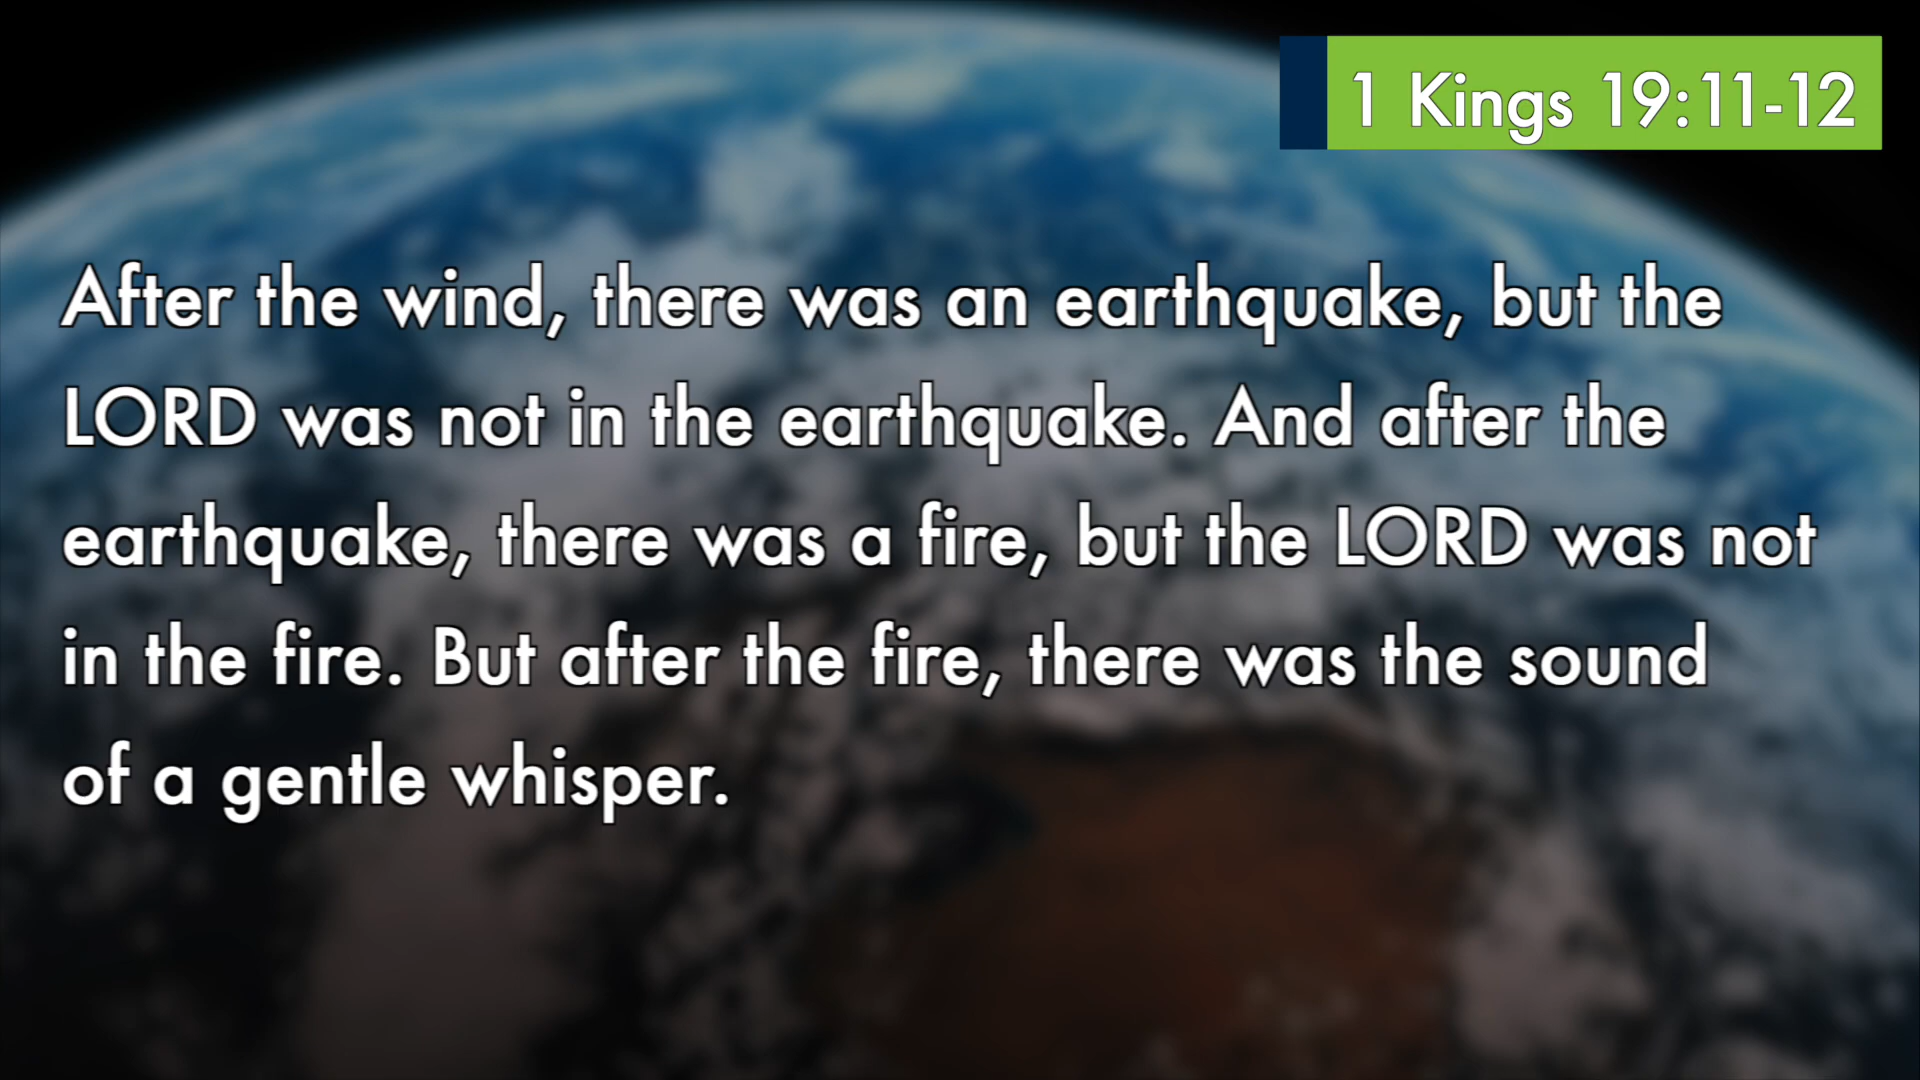 1 Kings 19:11-12
After the wind, there was an earthquake, but the
LORD was not in the earthquake. And after the
earthquake, there was a fire, but the LORD was not
in the fire. But after the fire, there was the sound
of a gentle whisper.